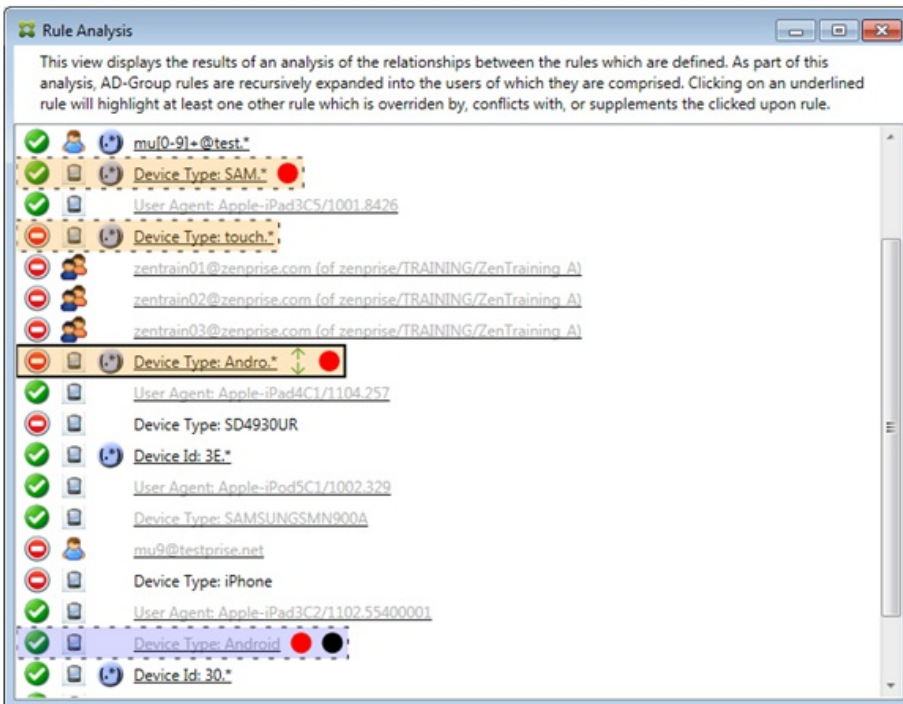 Rule Analysis
This view displays the results of an analysis of the relationships between the rules which are defined. As part of this
analysis, AD-Group rules are recursively expanded into the users of which they are comprised. Clicking on an underlined
rule will highlight at least one other rule which is overriden by, conflicts with, or supplements the clicked upon rule.
(.*) mu[0-9]+@test.*
(.*) Device Type: SAM.*
User Agent: Apple-iPad3C5/1001.8426
(.*) Device Type: touch.*
zentrain01@zenprise.com (of zenprise/TRAINING/ZenTraining A)
zentrain02@zenprise.com (of zenprise/TRAINING/ZenTraining A)
zentrain03@zenprise.com (of zenprise/TRAINING/ZenTraining A)
(.*) Device Type: Andro.*
User Agent: Apple-iPad4C1/1104.257
Device Type: SD4930UR
(.*) Device Id: 3E.*
User Agent: Apple-iPod5C1/1002.329
Device Type: SAMSUNGSMN900A
mu9@testprise.net
Device Type: iPhone
User Agent: Apple-iPad3C2/1102.55400001
Device Type: Android
(.*) Device Id: 30.*